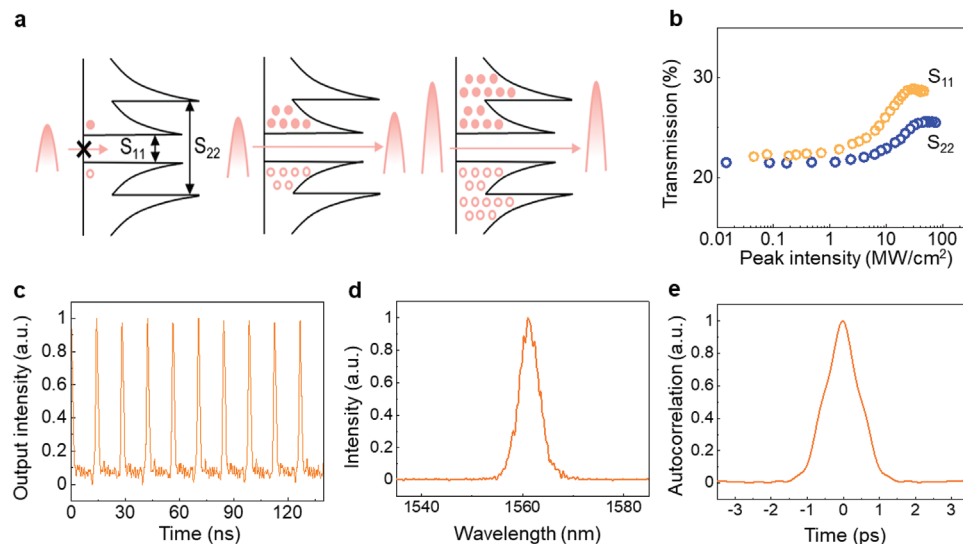 a
S11
S22
b
Transmission (%)
30
20
S11
S22
0.01
0.1
1
10
100
Peak intensity (MW/cm²)
c
Output intensity (a.u.)
1
0.8
0.6
0.4
0.2
0
0
30
60
90
120
Time (ns)
d
Intensity (a.u.)
1
0.8
0.6
0.4
0.2
0
1540
1560
1580
Wavelength (nm)
e
Autocorrelation (a.u.)
1
0.8
0.6
0.4
0.2
0
-3
-2
-1
0
1
2
3
Time (ps)